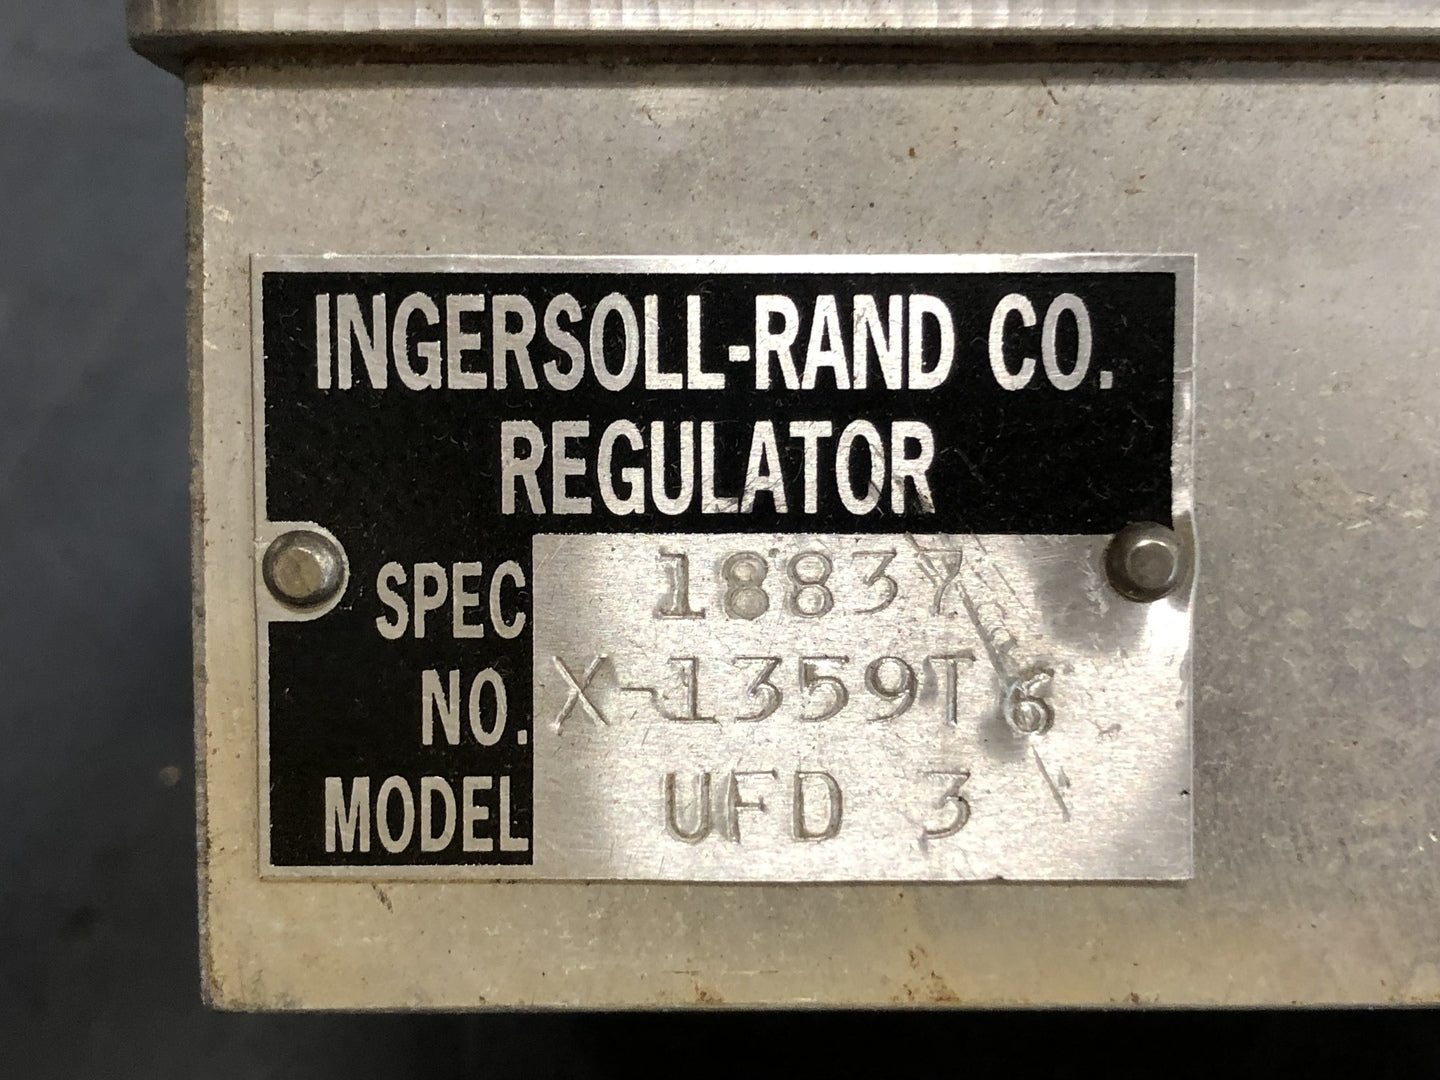 INGERSOLL-RAND CO.
REGULATOR
SPEC 18837
NO. X-1359T6
MODEL UFD 3